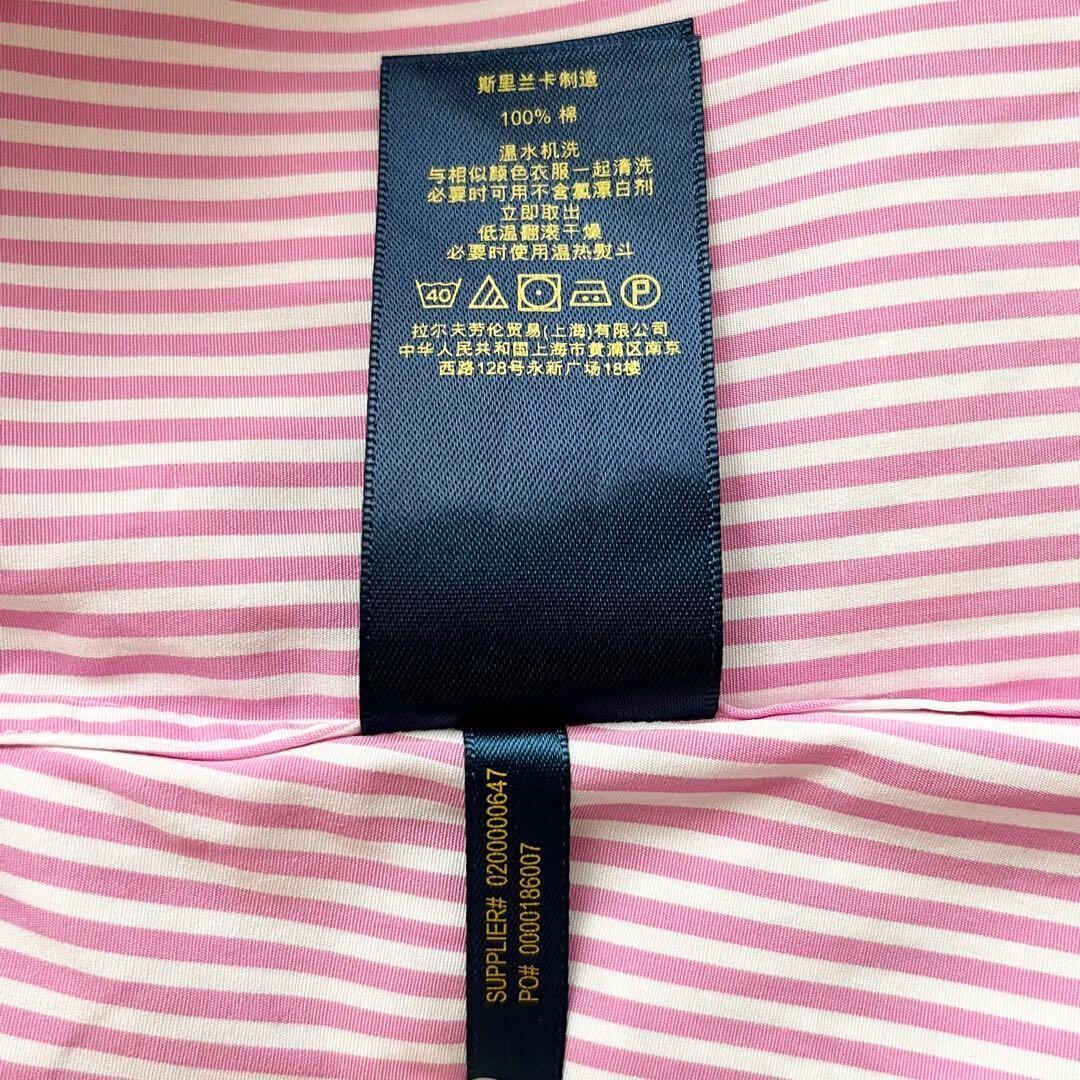 斯里兰卡制造
100% 棉
温水机洗
与相似颜色衣服一起清洗
必要时可用不含氯漂白剂
立即取出
低温翻滚干燥
必要时使用温热熨斗
40 P
拉尔夫劳伦贸易(上海)有限公司
中华人民共和国上海市黄浦区南京
西路128号永新广场18楼
SUPPLIER# 0200000647
PO# 0000186007